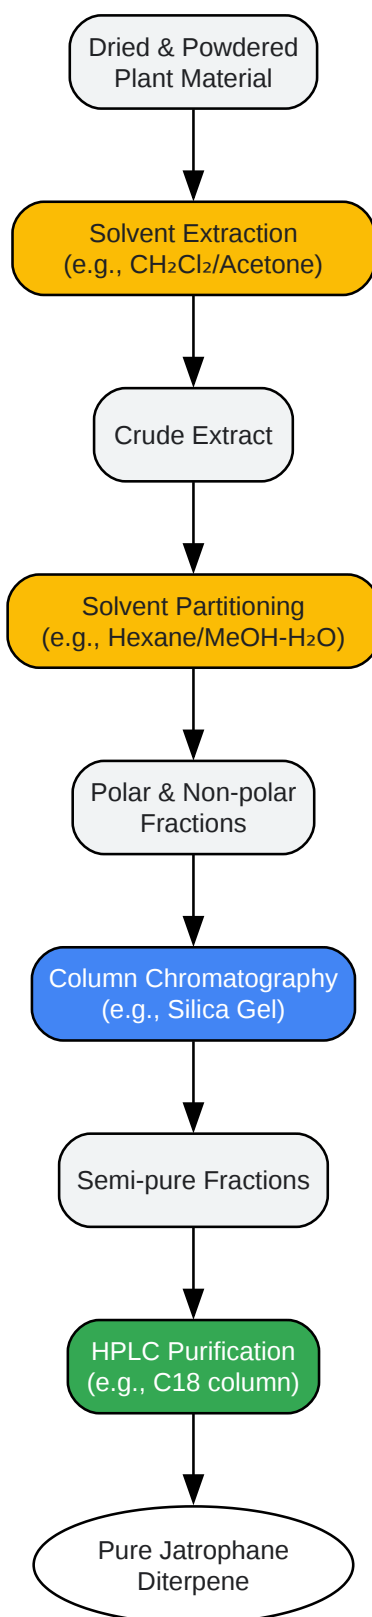 Dried & Powdered
Plant Material
Solvent Extraction
(e.g., CH₂Cl₂/Acetone)
Crude Extract
Solvent Partitioning
(e.g., Hexane/MeOH-H₂O)
Polar & Non-polar
Fractions
Column Chromatography
(e.g., Silica Gel)
Semi-pure Fractions
HPLC Purification
(e.g., C18 column)
Pure Jatrophane
Diterpene